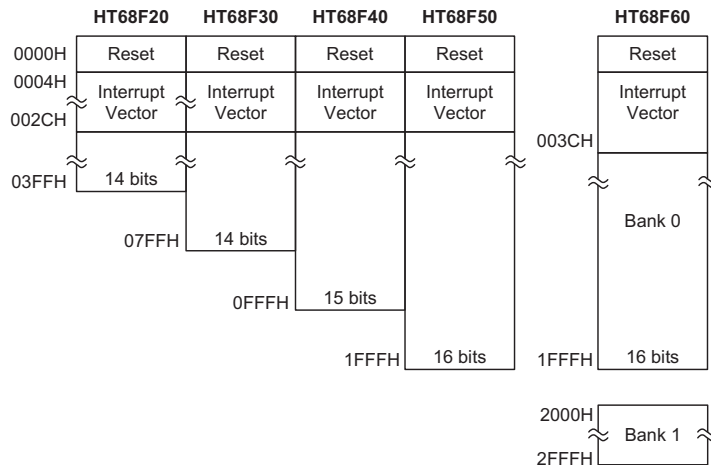 HT68F20 HT68F30 HT68F40 HT68F50 HT68F60
0000H Reset Reset Reset Reset Reset
0004H
Interrupt Vector Interrupt Vector Interrupt Vector Interrupt Vector Interrupt Vector
002CH
003CH
03FFH 14 bits
Bank 0
07FFH 14 bits
0FFFH 15 bits
1FFFH 16 bits 1FFFH 16 bits
2000H
Bank 1
2FFFH